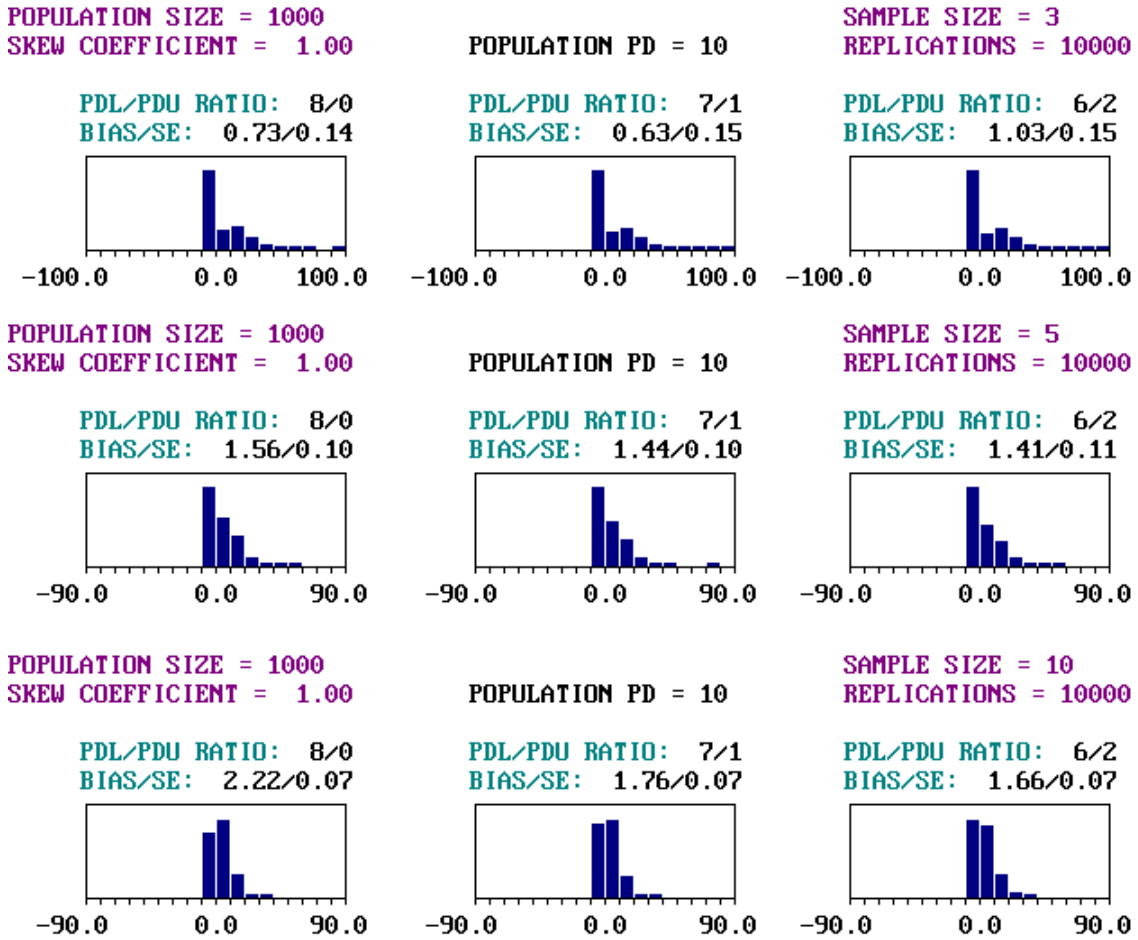 POPULATION SIZE = 1000 SAMPLE SIZE = 3
SKEW COEFFICIENT = 1.00 POPULATION PD = 10 REPLICATIONS = 10000
PDL/PDU RATIO: 8/0 PDL/PDU RATIO: 7/1 PDL/PDU RATIO: 6/2
BIAS/SE: 0.73/0.14 BIAS/SE: 0.63/0.15 BIAS/SE: 1.03/0.15
-100.0 0.0 100.0 -100.0 0.0 100.0 -100.0 0.0 100.0
POPULATION SIZE = 1000 SAMPLE SIZE = 5
SKEW COEFFICIENT = 1.00 POPULATION PD = 10 REPLICATIONS = 10000
PDL/PDU RATIO: 8/0 PDL/PDU RATIO: 7/1 PDL/PDU RATIO: 6/2
BIAS/SE: 1.56/0.10 BIAS/SE: 1.44/0.10 BIAS/SE: 1.41/0.11
-90.0 0.0 90.0 -90.0 0.0 90.0 -90.0 0.0 90.0
POPULATION SIZE = 1000 SAMPLE SIZE = 10
SKEW COEFFICIENT = 1.00 POPULATION PD = 10 REPLICATIONS = 10000
PDL/PDU RATIO: 8/0 PDL/PDU RATIO: 7/1 PDL/PDU RATIO: 6/2
BIAS/SE: 2.22/0.07 BIAS/SE: 1.76/0.07 BIAS/SE: 1.66/0.07
-90.0 0.0 90.0 -90.0 0.0 90.0 -90.0 0.0 90.0